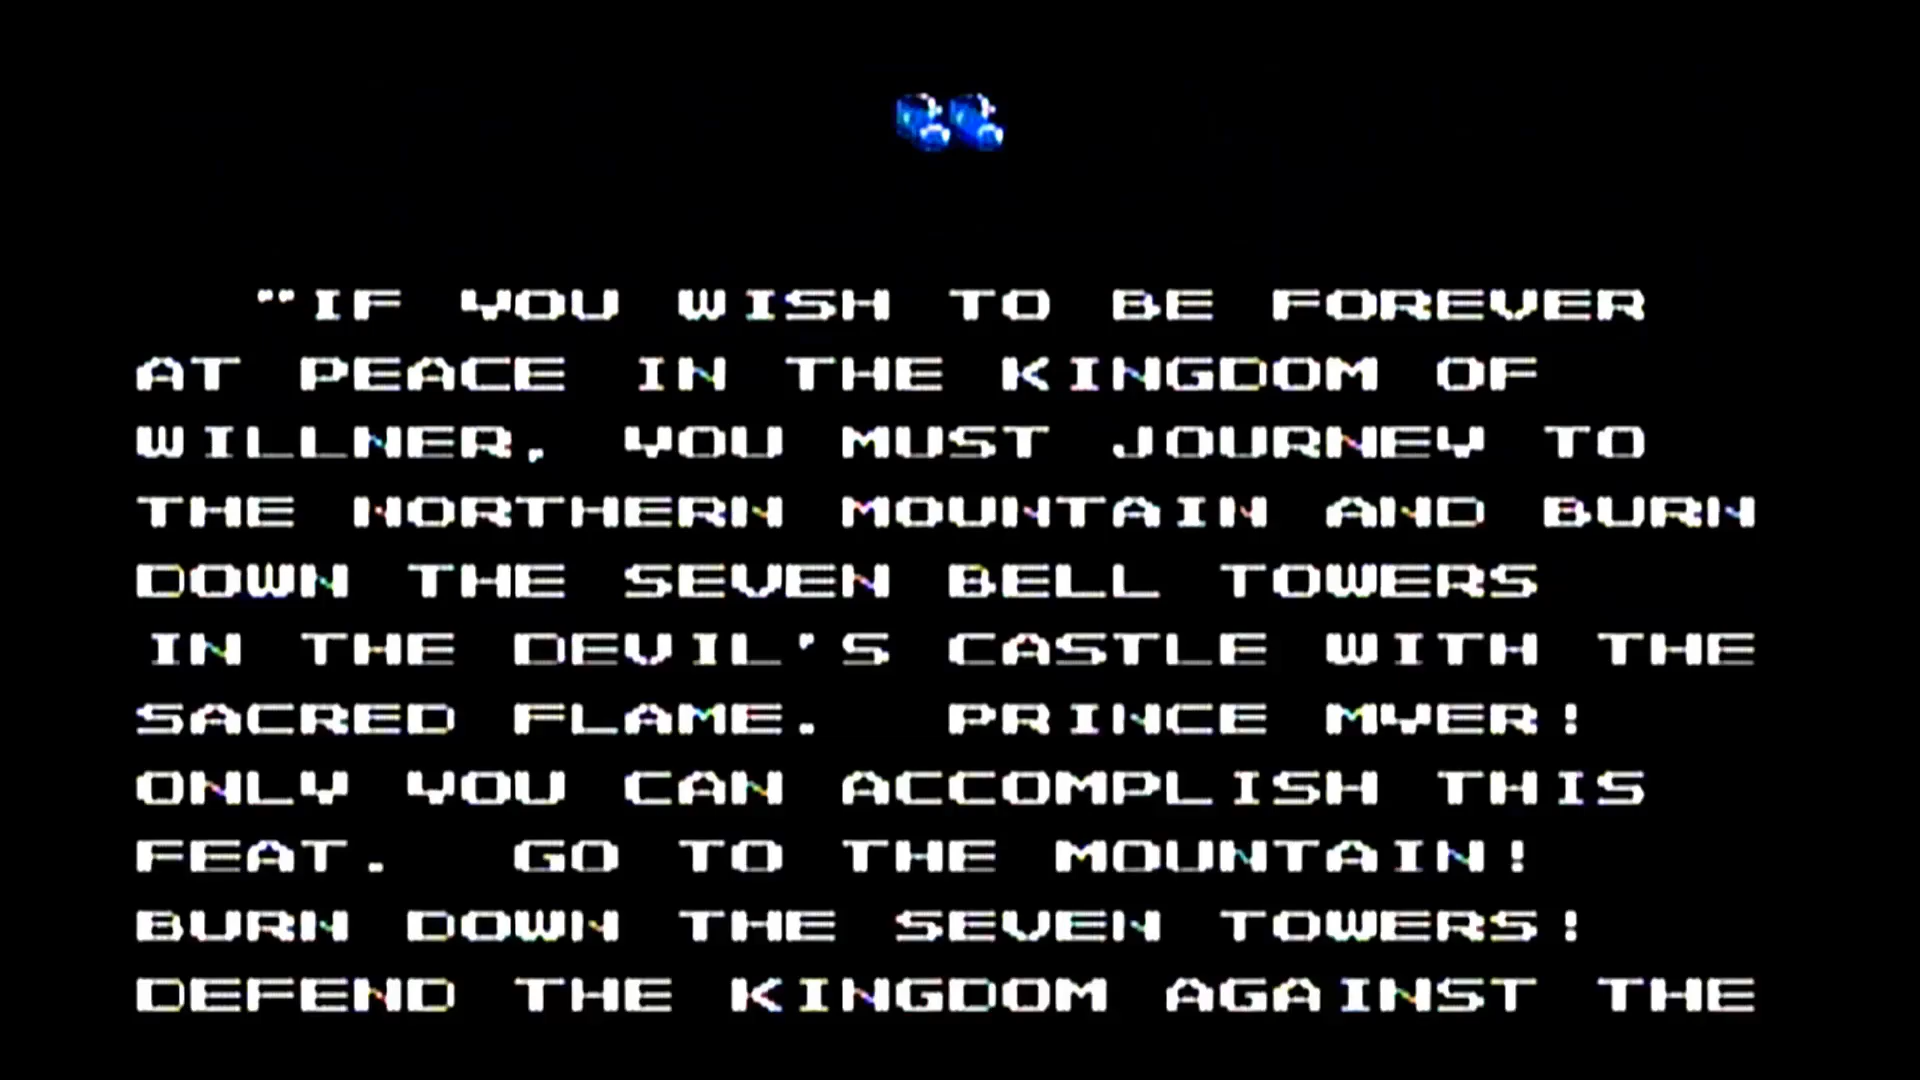 "IF YOU WISH TO BE FOREVER
AT PEACE IN THE KINGDOM OF
WILLNER, YOU MUST JOURNEY TO
THE NORTHERN MOUNTAIN AND BURN
DOWN THE SEVEN BELL TOWERS
IN THE DEVIL'S CASTLE WITH THE
SACRED FLAME.  PRINCE MYER!
ONLY YOU CAN ACCOMPLISH THIS
FEAT.  GO TO THE MOUNTAIN!
BURN DOWN THE SEVEN TOWERS!
DEFEND THE KINGDOM AGAINST THE